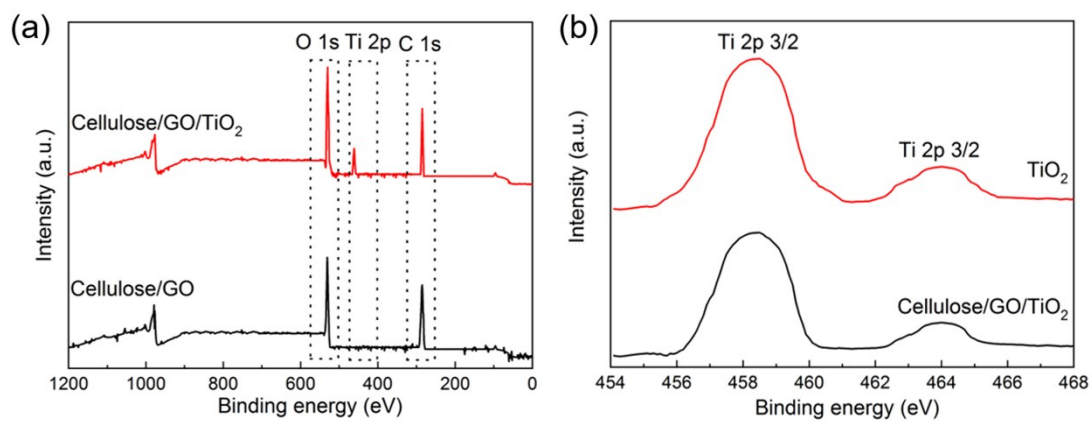 (a)
O 1s Ti 2p C 1s
Cellulose/GO/TiO₂
Cellulose/GO
Intensity (a.u.)
1200 1000 800 600 400 200 0
Binding energy (eV)
(b)
Ti 2p 3/2
Ti 2p 3/2
TiO₂
Cellulose/GO/TiO₂
Intensity (a.u.)
454 456 458 460 462 464 466 468
Binding energy (eV)